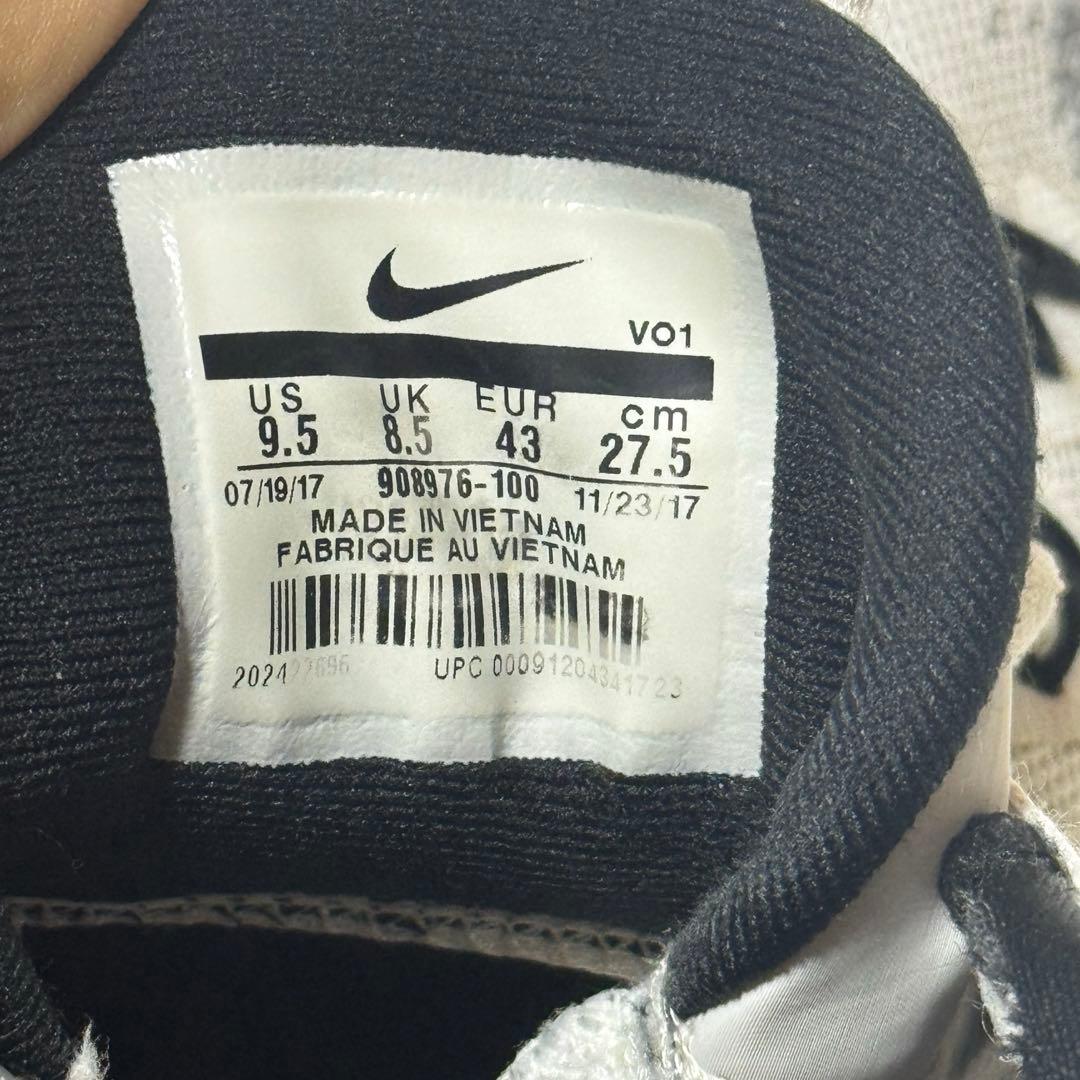 VO1
US UK EUR cm
9.5 8.5 43 27.5
07/19/17 908976-100 11/23/17
MADE IN VIETNAM
FABRIQUE AU VIETNAM
UPC 00091204341723